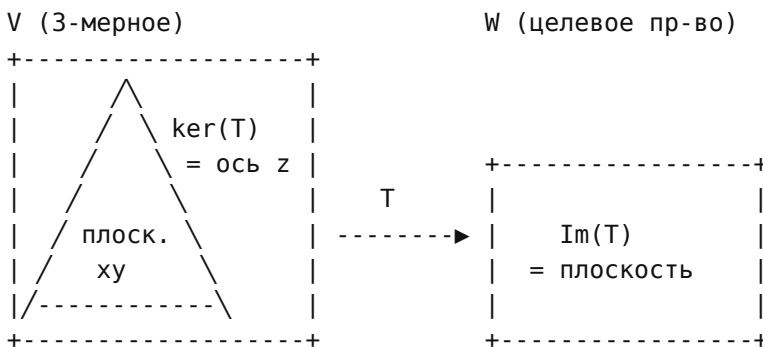 V (3-мерное)
W (целевое пр-во)
ker(T)
= ось z
T
плоск.
xy
Im(T)
= плоскость